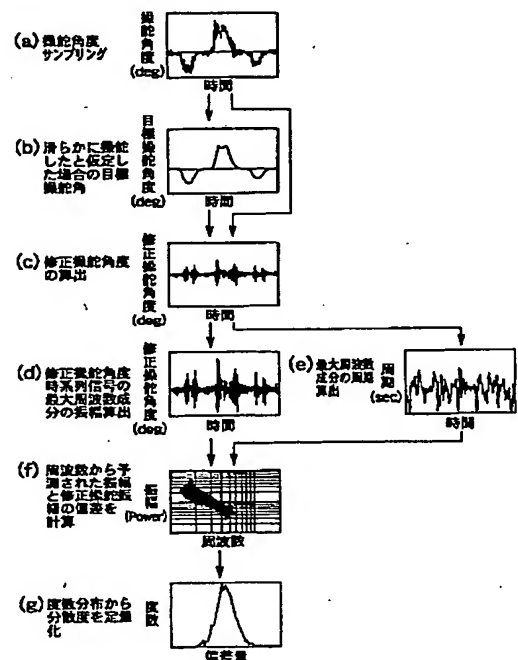 (a) 操舵角度
サンプリング
操舵角度
(deg)
時間
(b) 滑らかに操舵
したと仮定し
た場合の目標
操舵角
目標操舵角度
(deg)
時間
(c) 修正操舵角度
の算出
修正操舵角度
(deg)
時間
(d) 修正操舵角度
時系列信号の
最大周波数成
分の振幅算出
修正操舵角度
(deg)
時間
(e) 最大周波数
成分の周期
算出
周期
(sec)
時間
(f) 周波数から予
測された振幅
と修正操舵振
幅の偏差を
計算
振幅
(Power)
周波数
(g) 度数分布から
分散度を定量
化
度数
偏差量